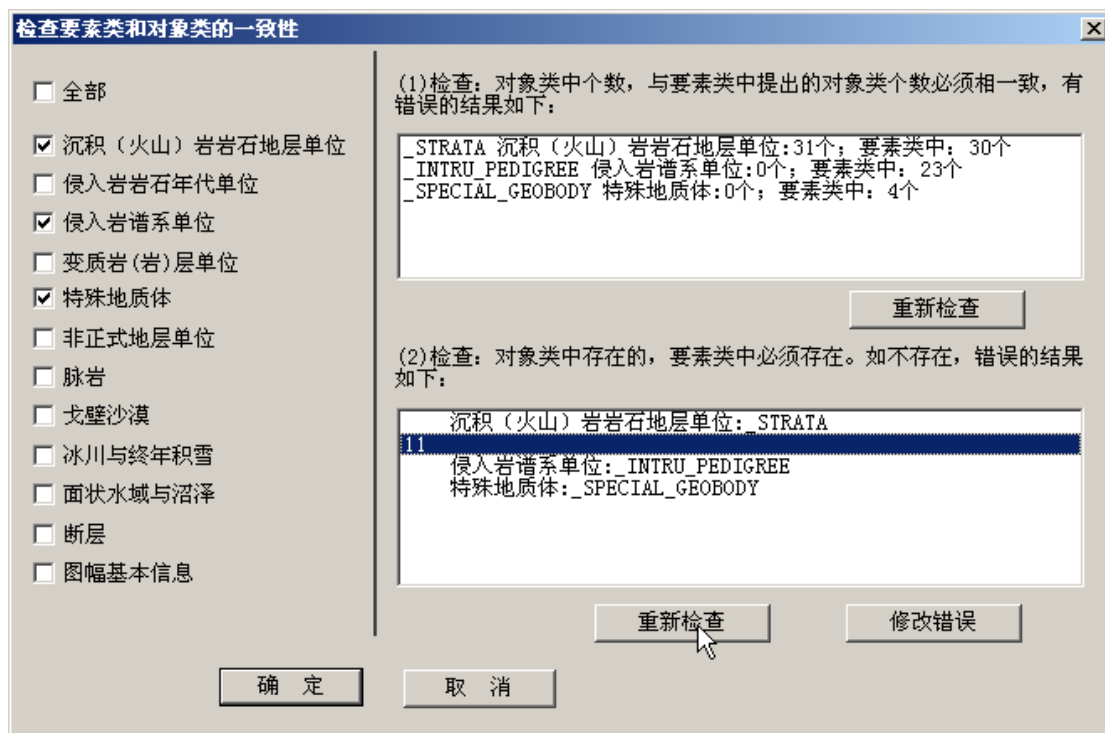 检查要素类和对象类的一致性
全部
沉积（火山）岩岩石地层单位
侵入岩岩石年代单位
侵入岩谱系单位
变质岩(岩)层单位
特殊地质体
非正式地层单位
脉岩
戈壁沙漠
冰川与终年积雪
面状水域与沼泽
断层
图幅基本信息
(1)检查：对象类中个数，与要素类中提出的对象类个数必须相一致，有
错误的结果如下：
_STRATA 沉积（火山）岩岩石地层单位:31个；要素类中：30个
_INTRU_PEDIGREE 侵入岩谱系单位:0个；要素类中：23个
_SPECIAL_GEOBODY 特殊地质体:0个；要素类中：4个
重新检查
(2)检查：对象类中存在的，要素类中必须存在。如不存在，错误的结果
如下：
沉积（火山）岩岩石地层单位:_STRATA
11
侵入岩谱系单位:_INTRU_PEDIGREE
特殊地质体:_SPECIAL_GEOBODY
重新检查
修改错误
确 定
取 消